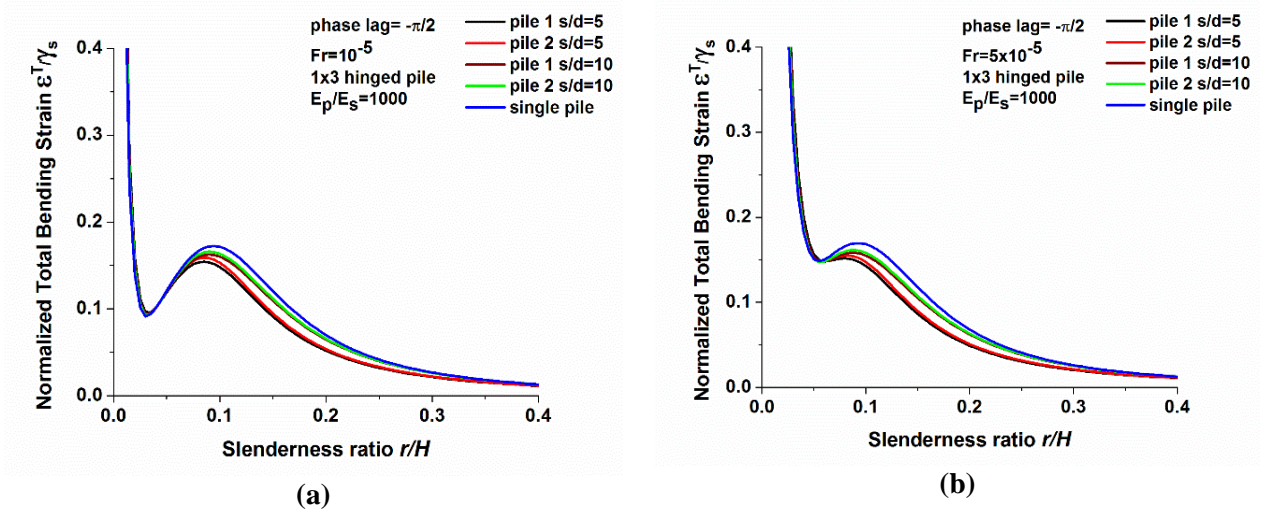 phase lag= -π/2
Fr=10⁻⁵
1x3 hinged pile
Eₚ/Eₛ=1000
pile 1 s/d=5
pile 2 s/d=5
pile 1 s/d=10
pile 2 s/d=10
single pile
Normalized Total Bending Strain εᵀ/γₛ
0.4
0.3
0.2
0.1
0.0
0.0 0.1 0.2 0.3 0.4
Slenderness ratio r/H
(a)
phase lag= -π/2
Fr=5x10⁻⁵
1x3 hinged pile
Eₚ/Eₛ=1000
pile 1 s/d=5
pile 2 s/d=5
pile 1 s/d=10
pile 2 s/d=10
single pile
Normalized Total Bending Strain εᵀ/γₛ
0.4
0.3
0.2
0.1
0.0
0.0 0.1 0.2 0.3 0.4
Slenderness ratio r/H
(b)